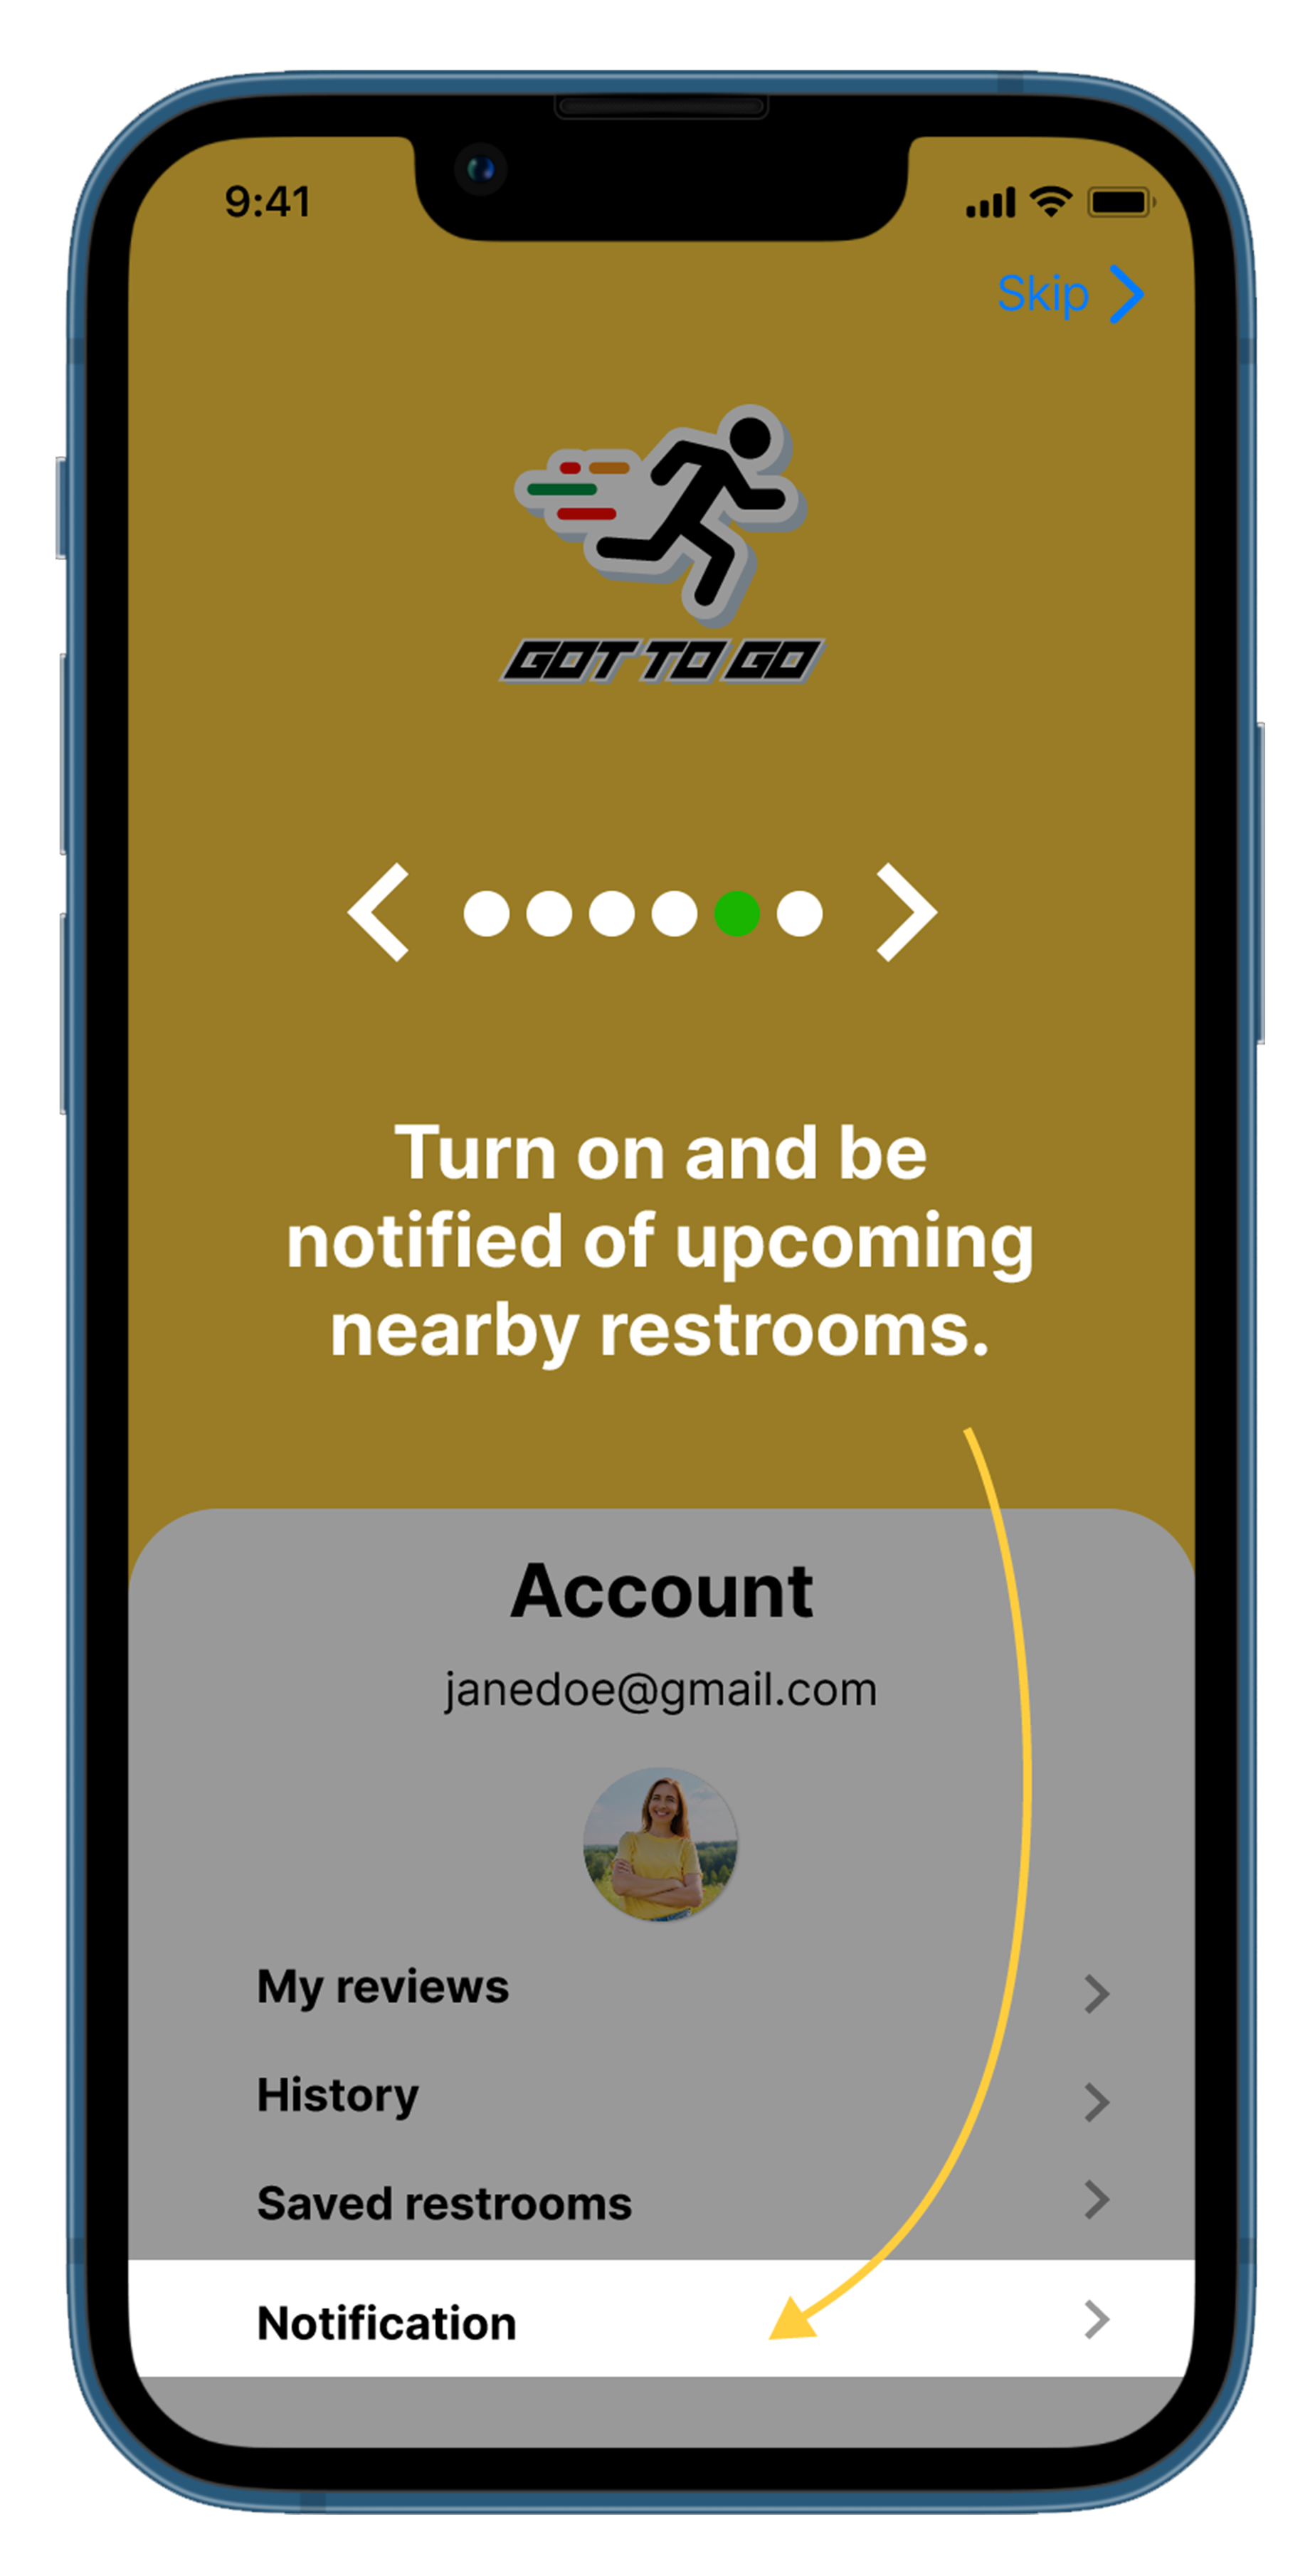 9:41
Skip
GOT TO GO
Turn on and be
notified of upcoming
nearby restrooms.
Account
janedoe@gmail.com
My reviews
History
Saved restrooms
Notification